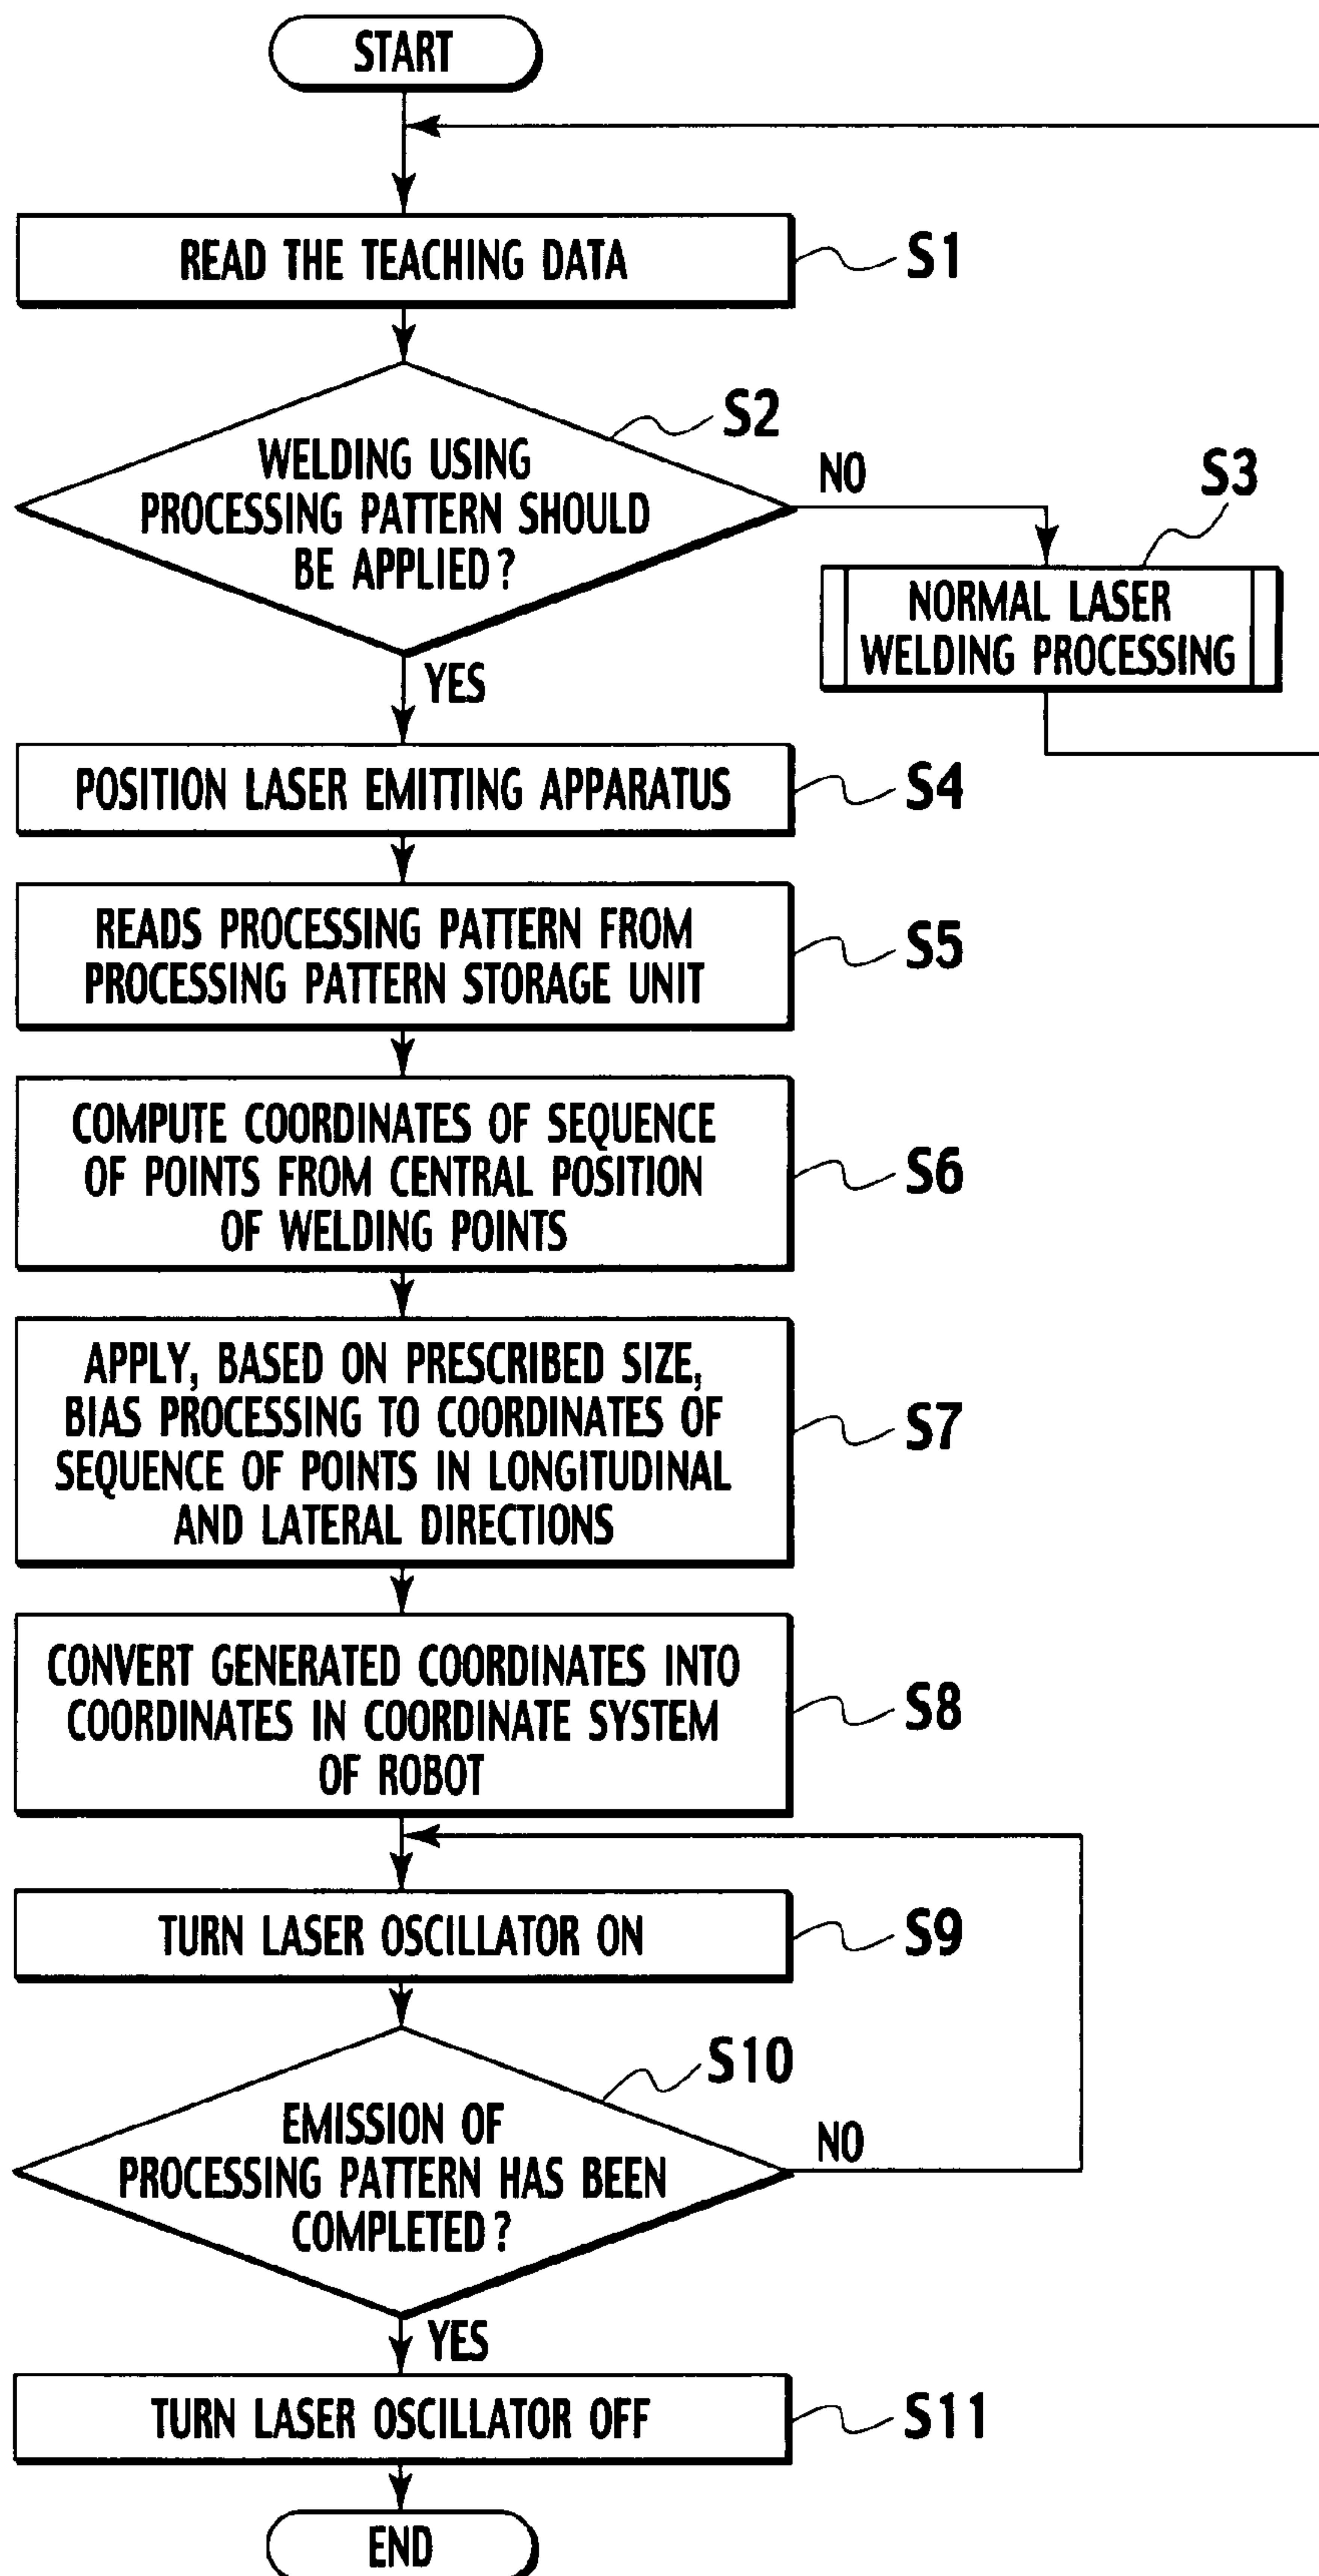 START
READ THE TEACHING DATA
S1
S2
WELDING USING
PROCESSING PATTERN SHOULD
BE APPLIED?
NO
S3
NORMAL LASER
WELDING PROCESSING
YES
POSITION LASER EMITTING APPARATUS
S4
READS PROCESSING PATTERN FROM
PROCESSING PATTERN STORAGE UNIT
S5
COMPUTE COORDINATES OF SEQUENCE
OF POINTS FROM CENTRAL POSITION
OF WELDING POINTS
S6
APPLY, BASED ON PRESCRIBED SIZE,
BIAS PROCESSING TO COORDINATES OF
SEQUENCE OF POINTS IN LONGITUDINAL
AND LATERAL DIRECTIONS
S7
CONVERT GENERATED COORDINATES INTO
COORDINATES IN COORDINATE SYSTEM
OF ROBOT
S8
TURN LASER OSCILLATOR ON
S9
S10
EMISSION OF
PROCESSING PATTERN HAS BEEN
COMPLETED?
NO
YES
TURN LASER OSCILLATOR OFF
S11
END